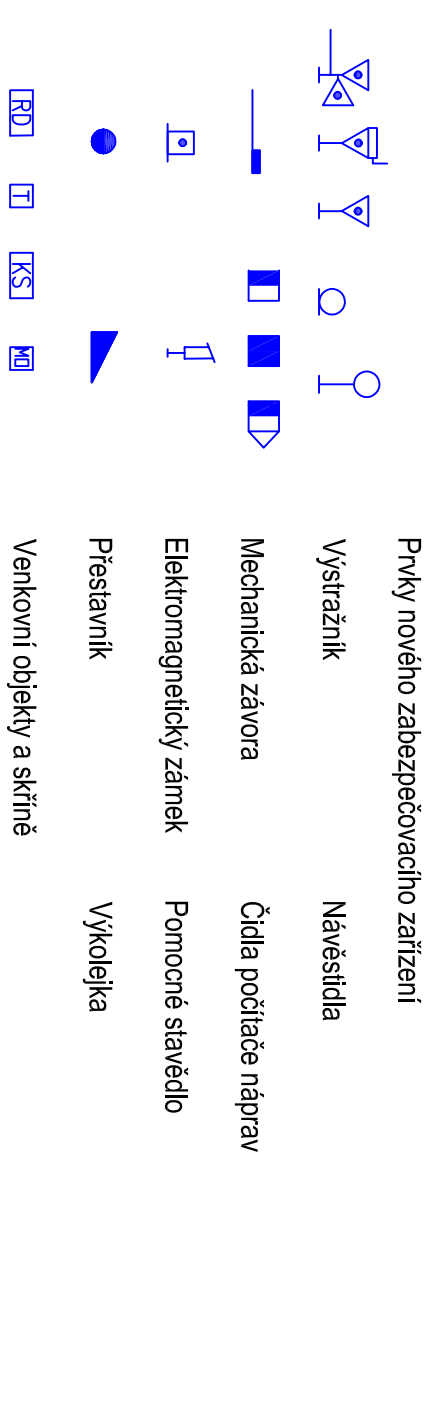 Prvky nového zabezpečovacího zařízení
Výstražník Návěstidla
Mechanická závora Čidla počítače náprav
Elektromagnetický zámek Pomocné stavědlo
Přestavník Výkolejka
RD T KS MO Venkovní objekty a skříně